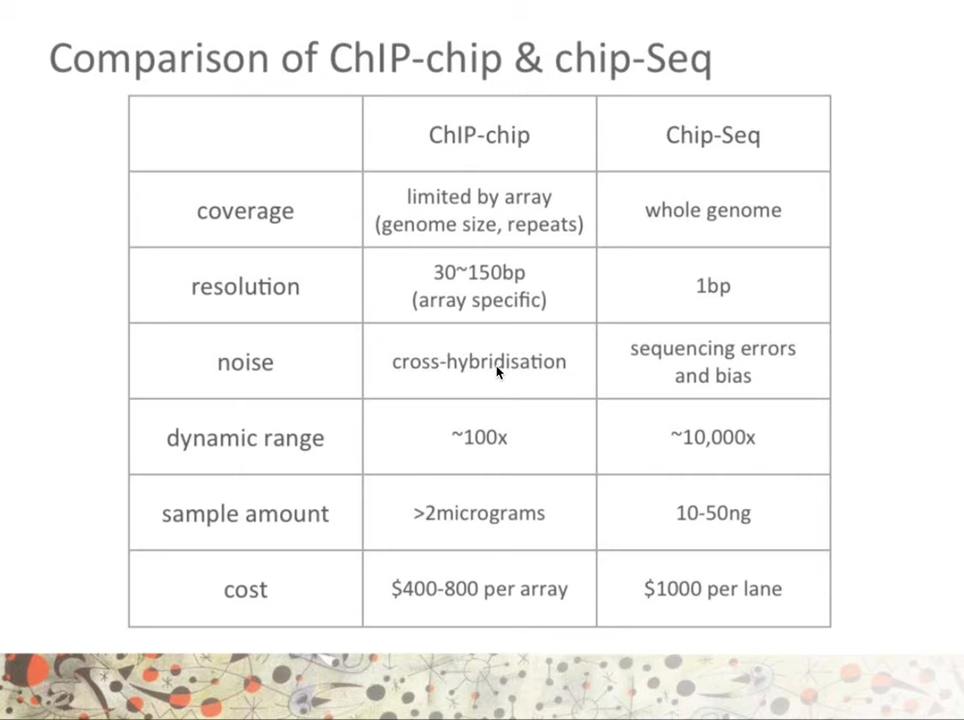 Comparison of ChIP-chip & chip-Seq
ChIP-chip
Chip-Seq
coverage
limited by array
(genome size, repeats)
whole genome
resolution
30~150bp
(array specific)
1bp
noise
cross-hybridisation
sequencing errors
and bias
dynamic range
~100x
~10,000x
sample amount
>2micrograms
10-50ng
cost
$400-800 per array
$1000 per lane